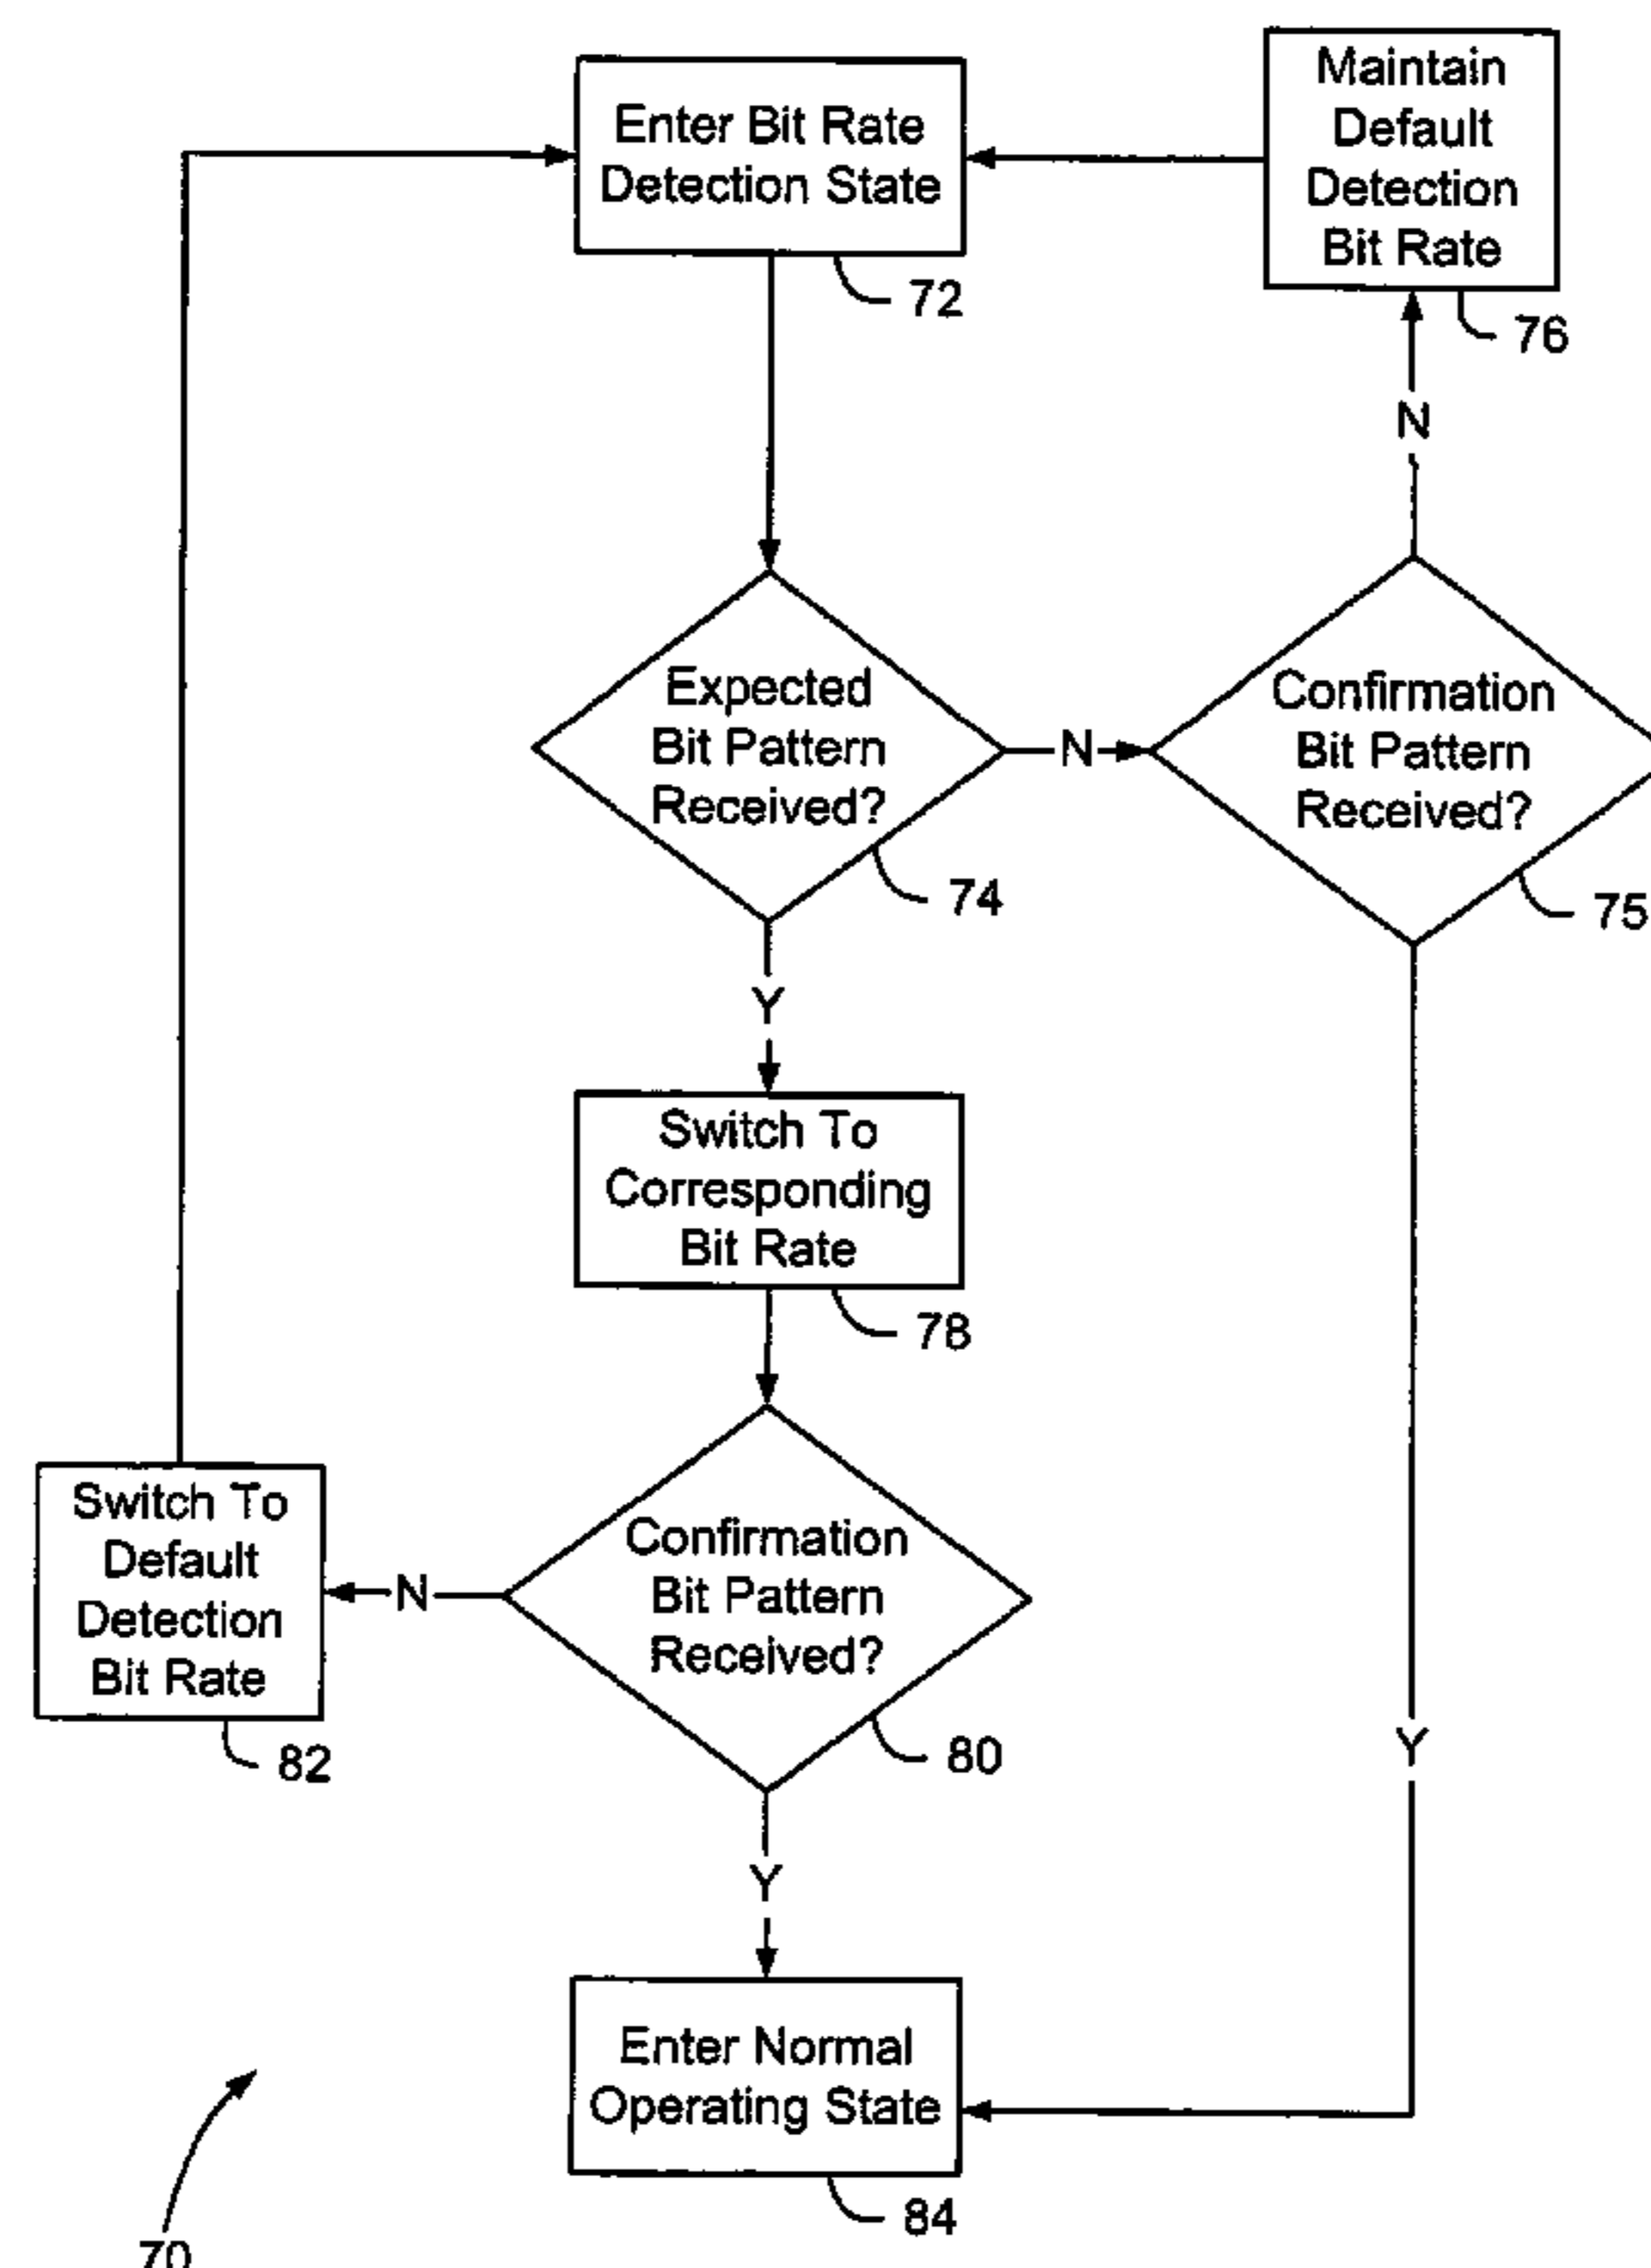 Enter Bit Rate
Detection State
72
Maintain
Default
Detection
Bit Rate
76
N
Expected
Bit Pattern
Received?
74
N
Confirmation
Bit Pattern
Received?
75
Y
Switch To
Corresponding
Bit Rate
78
Switch To
Default
Detection
Bit Rate
82
N
Confirmation
Bit Pattern
Received?
80
Y
Y
Enter Normal
Operating State
84
70